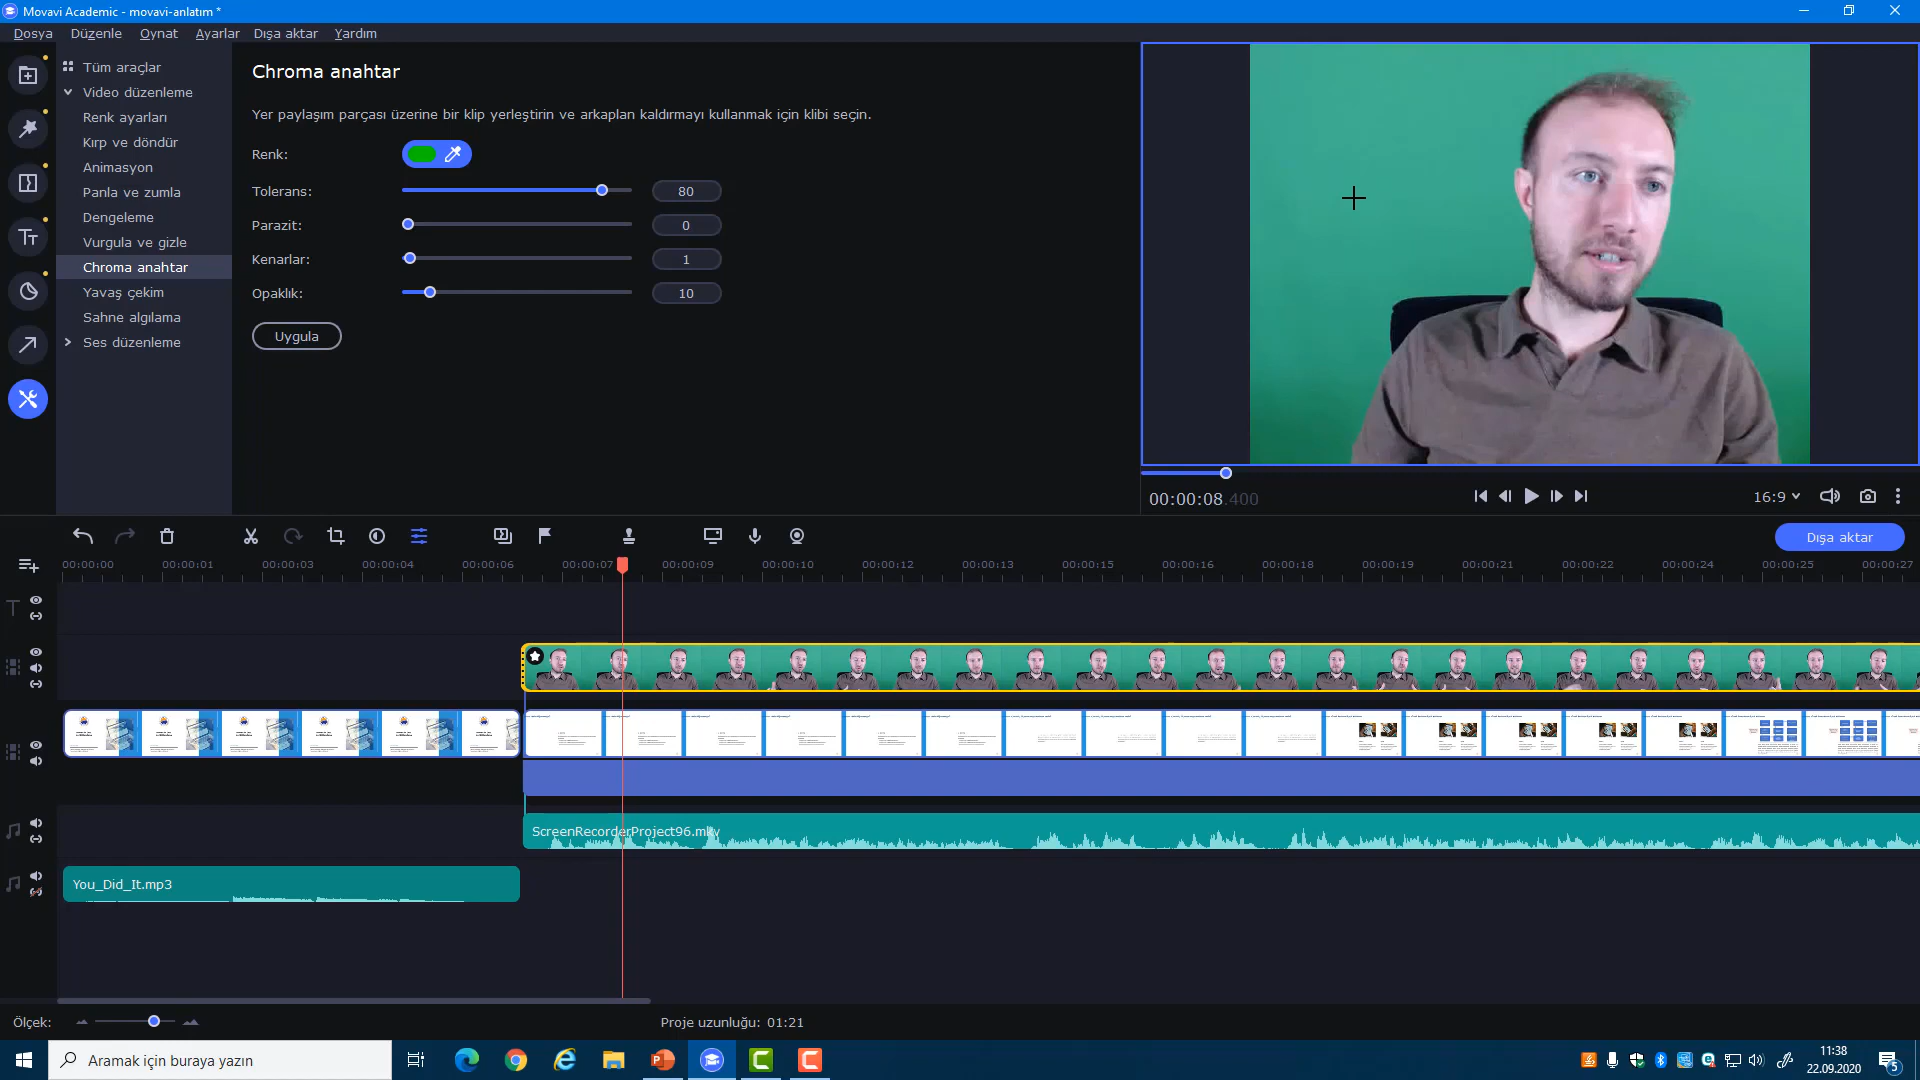 Movavi Academic - movavi-anlatım *
Dosya Düzenle Oynat Ayarlar Dışa aktar Yardım
Tüm araçlar
Video düzenleme
Renk ayarları
Kırp ve döndür
Animasyon
Panla ve zumla
Dengeleme
Vurgula ve gizle
Chroma anahtar
Yavaş çekim
Sahne algılama
Ses düzenleme
Chroma anahtar
Yer paylaşım parçası üzerine bir klip yerleştirin ve arkaplan kaldırmayı kullanmak için klibi seçin.
Renk:
Tolerans: 80
Parazit: 0
Kenarlar: 1
Opaklık: 10
Uygula
00:00:08.400
16:9
Dışa aktar
00:00:00 00:00:01 00:00:03 00:00:04 00:00:06 00:00:07 00:00:09 00:00:10 00:00:12 00:00:13 00:00:15 00:00:16 00:00:18 00:00:19 00:00:21 00:00:22 00:00:24 00:00:25 00:00:27
ScreenRecorderProject96.mkv
You_Did_It.mp3
Ölçek:
Proje uzunluğu: 01:21
Aramak için buraya yazın
11:38
22.09.2020
5